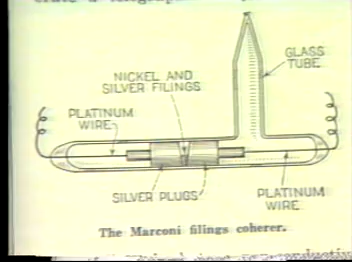 GLASS
TUBE
NICKEL AND
SILVER FILINGS
PLATINUM
WIRE
SILVER PLUGS
PLATINUM
WIRE
The Marconi filings coherer.